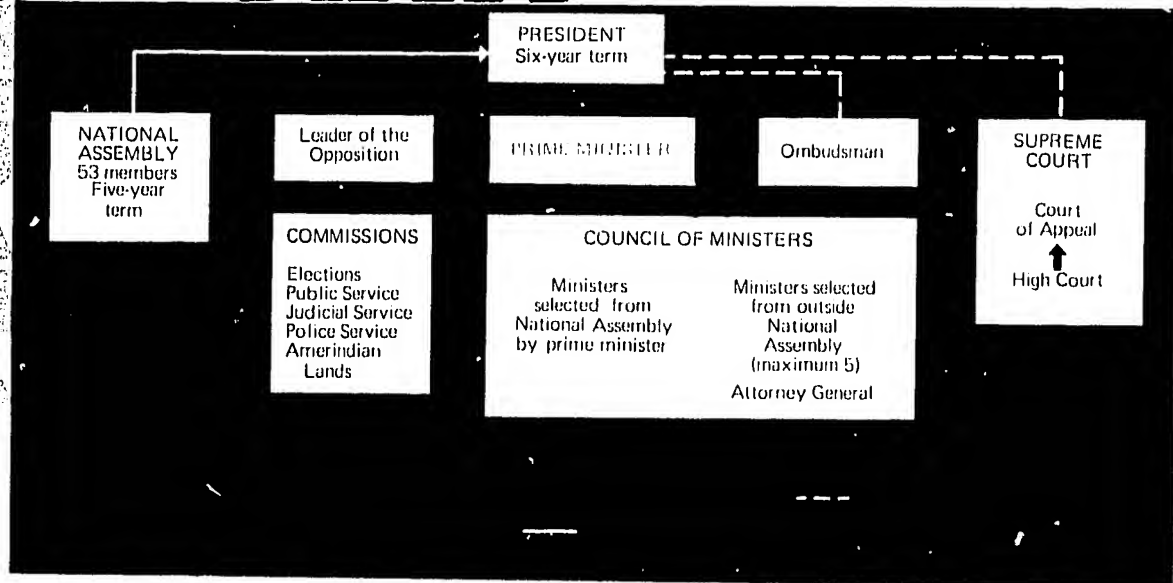 PRESIDENT
Six-year term
NATIONAL
ASSEMBLY
53 members
Five-year
term
Leader of the
Opposition
PRIME MINISTER
Ombudsman
SUPREME
COURT
Court
of Appeal
High Court
COMMISSIONS
Elections
Public Service
Judicial Service
Police Service
Amerindian
Lands
COUNCIL OF MINISTERS
Ministers
selected from
National Assembly
by prime minister
Ministers selected
from outside
National
Assembly
(maximum 5)
Attorney General